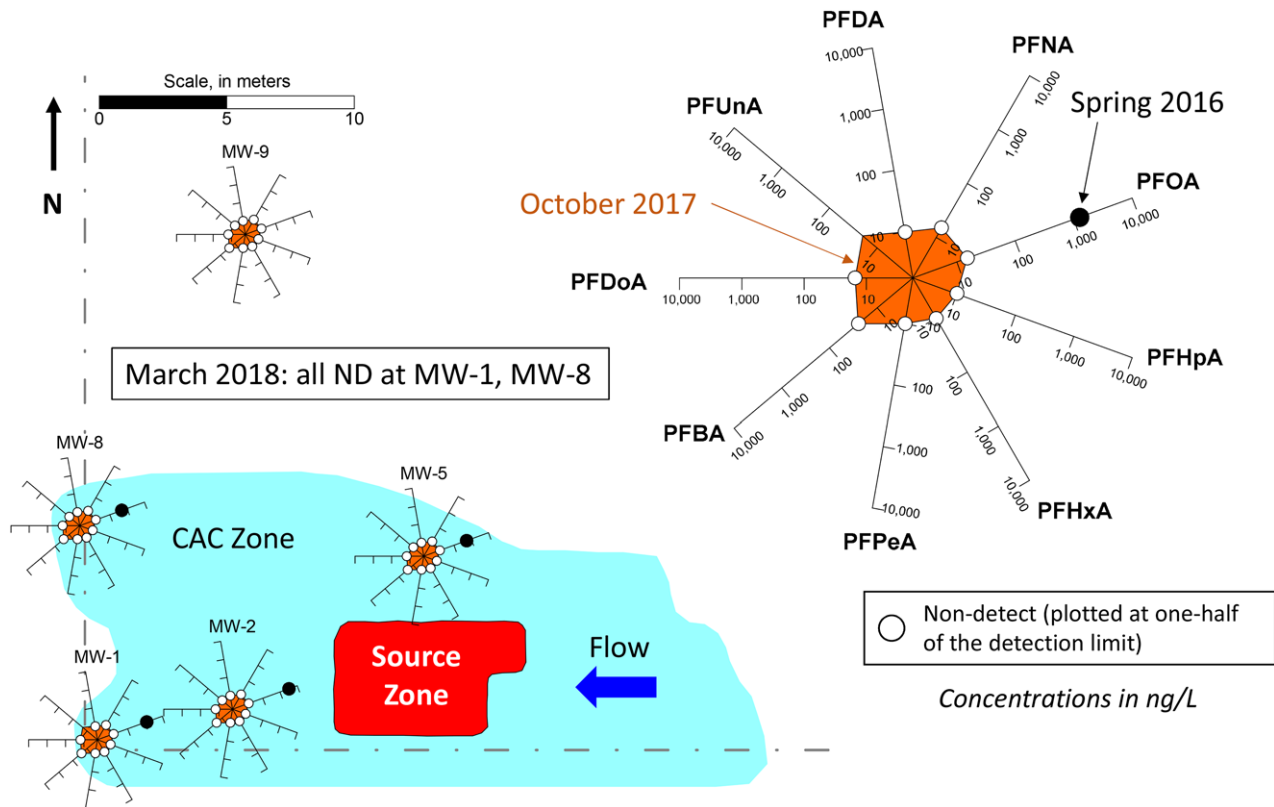 Scale, in meters
0 5 10
N
MW-9
March 2018: all ND at MW-1, MW-8
MW-8
MW-5
CAC Zone
MW-2
MW-1
Source
Zone
Flow
PFDA
10,000
1,000
100
10
PFNA
10,000
1,000
100
10
Spring 2016
PFOA
10,000
1,000
100
PFUnA
10,000
1,000
100
10
October 2017
PFDoA
10,000 1,000 100 10
PFHpA
10
100
1,000
10,000
PFBA
10
100
1,000
10,000
PFPeA
10
100
1,000
10,000
PFHxA
10
100
1,000
10,000
Non-detect (plotted at one-half
of the detection limit)
Concentrations in ng/L